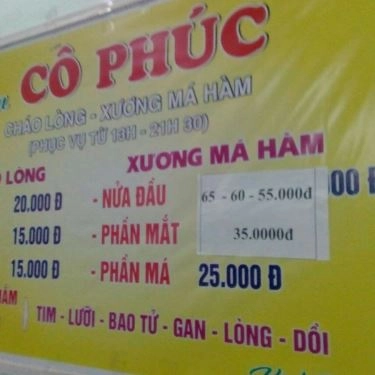 CÔ PHÚC
CHÁO LÒNG - XƯƠNG MÁ HÀM
(PHỤC VỤ TỪ 13H - 21H 30)
LÒNG
XƯƠNG MÁ HÀM
20.000 Đ - NỬA ĐẦU 65 - 60 - 55.000đ 00 Đ
15.000 Đ - PHẦN MẮT 35.0000đ
15.000 Đ - PHẦN MÁ 25.000 Đ
TIM - LƯỠI - BAO TỬ - GAN - LÒNG - DỒI